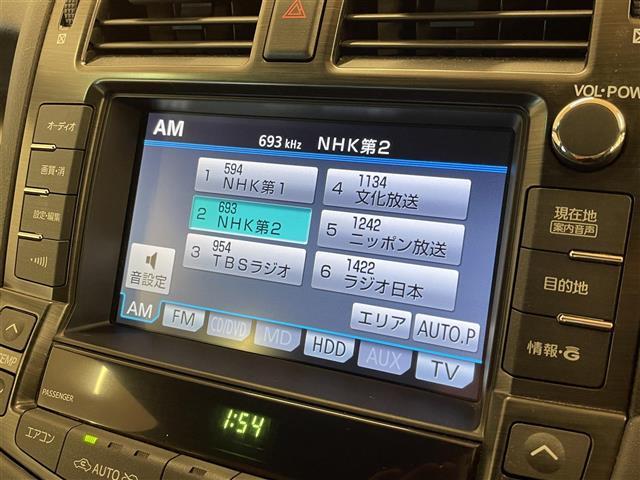 VOL・POW
オーディオ
画質・消
設定・編集
AM
693 kHz NHK第2
1 594 NHK第1
2 693 NHK第2
3 954 TBSラジオ
4 1134 文化放送
5 1242 ニッポン放送
6 1422 ラジオ日本
音設定
エリア
AUTO.P
AM
FM
CD/DVD
MD
HDD
AUX
TV
現在地
案内音声
目的地
情報・G
TEMP
PASSENGER
1:54
エアコン
AUTO